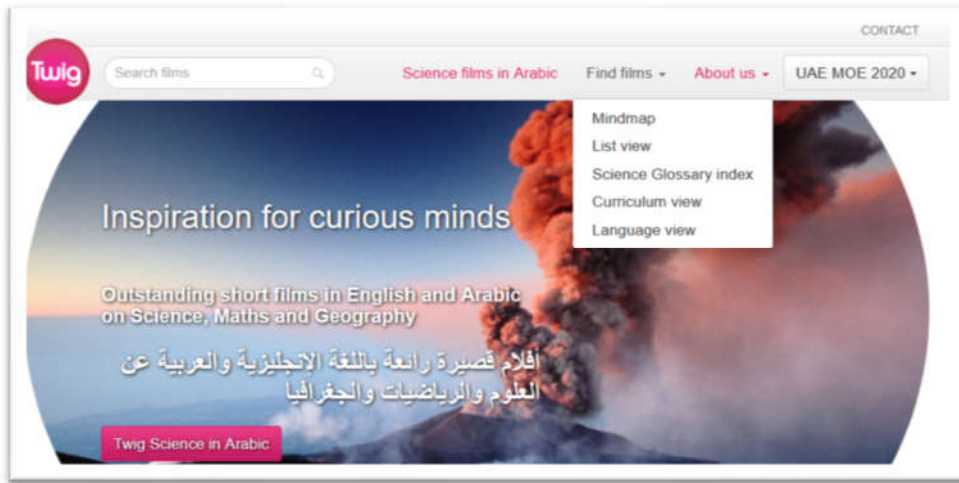 CONTACT
Twig
Search films
Science films in Arabic
Find films
About us
UAE MOE 2020
Mindmap
List view
Science Glossary index
Curriculum view
Language view
Inspiration for curious minds
Outstanding short films in English and Arabic
on Science, Maths and Geography
أفلام قصيرة رائعة باللغة الإنجليزية والعربية عن
العلوم والرياضيات والجغرافيا
Twig Science in Arabic